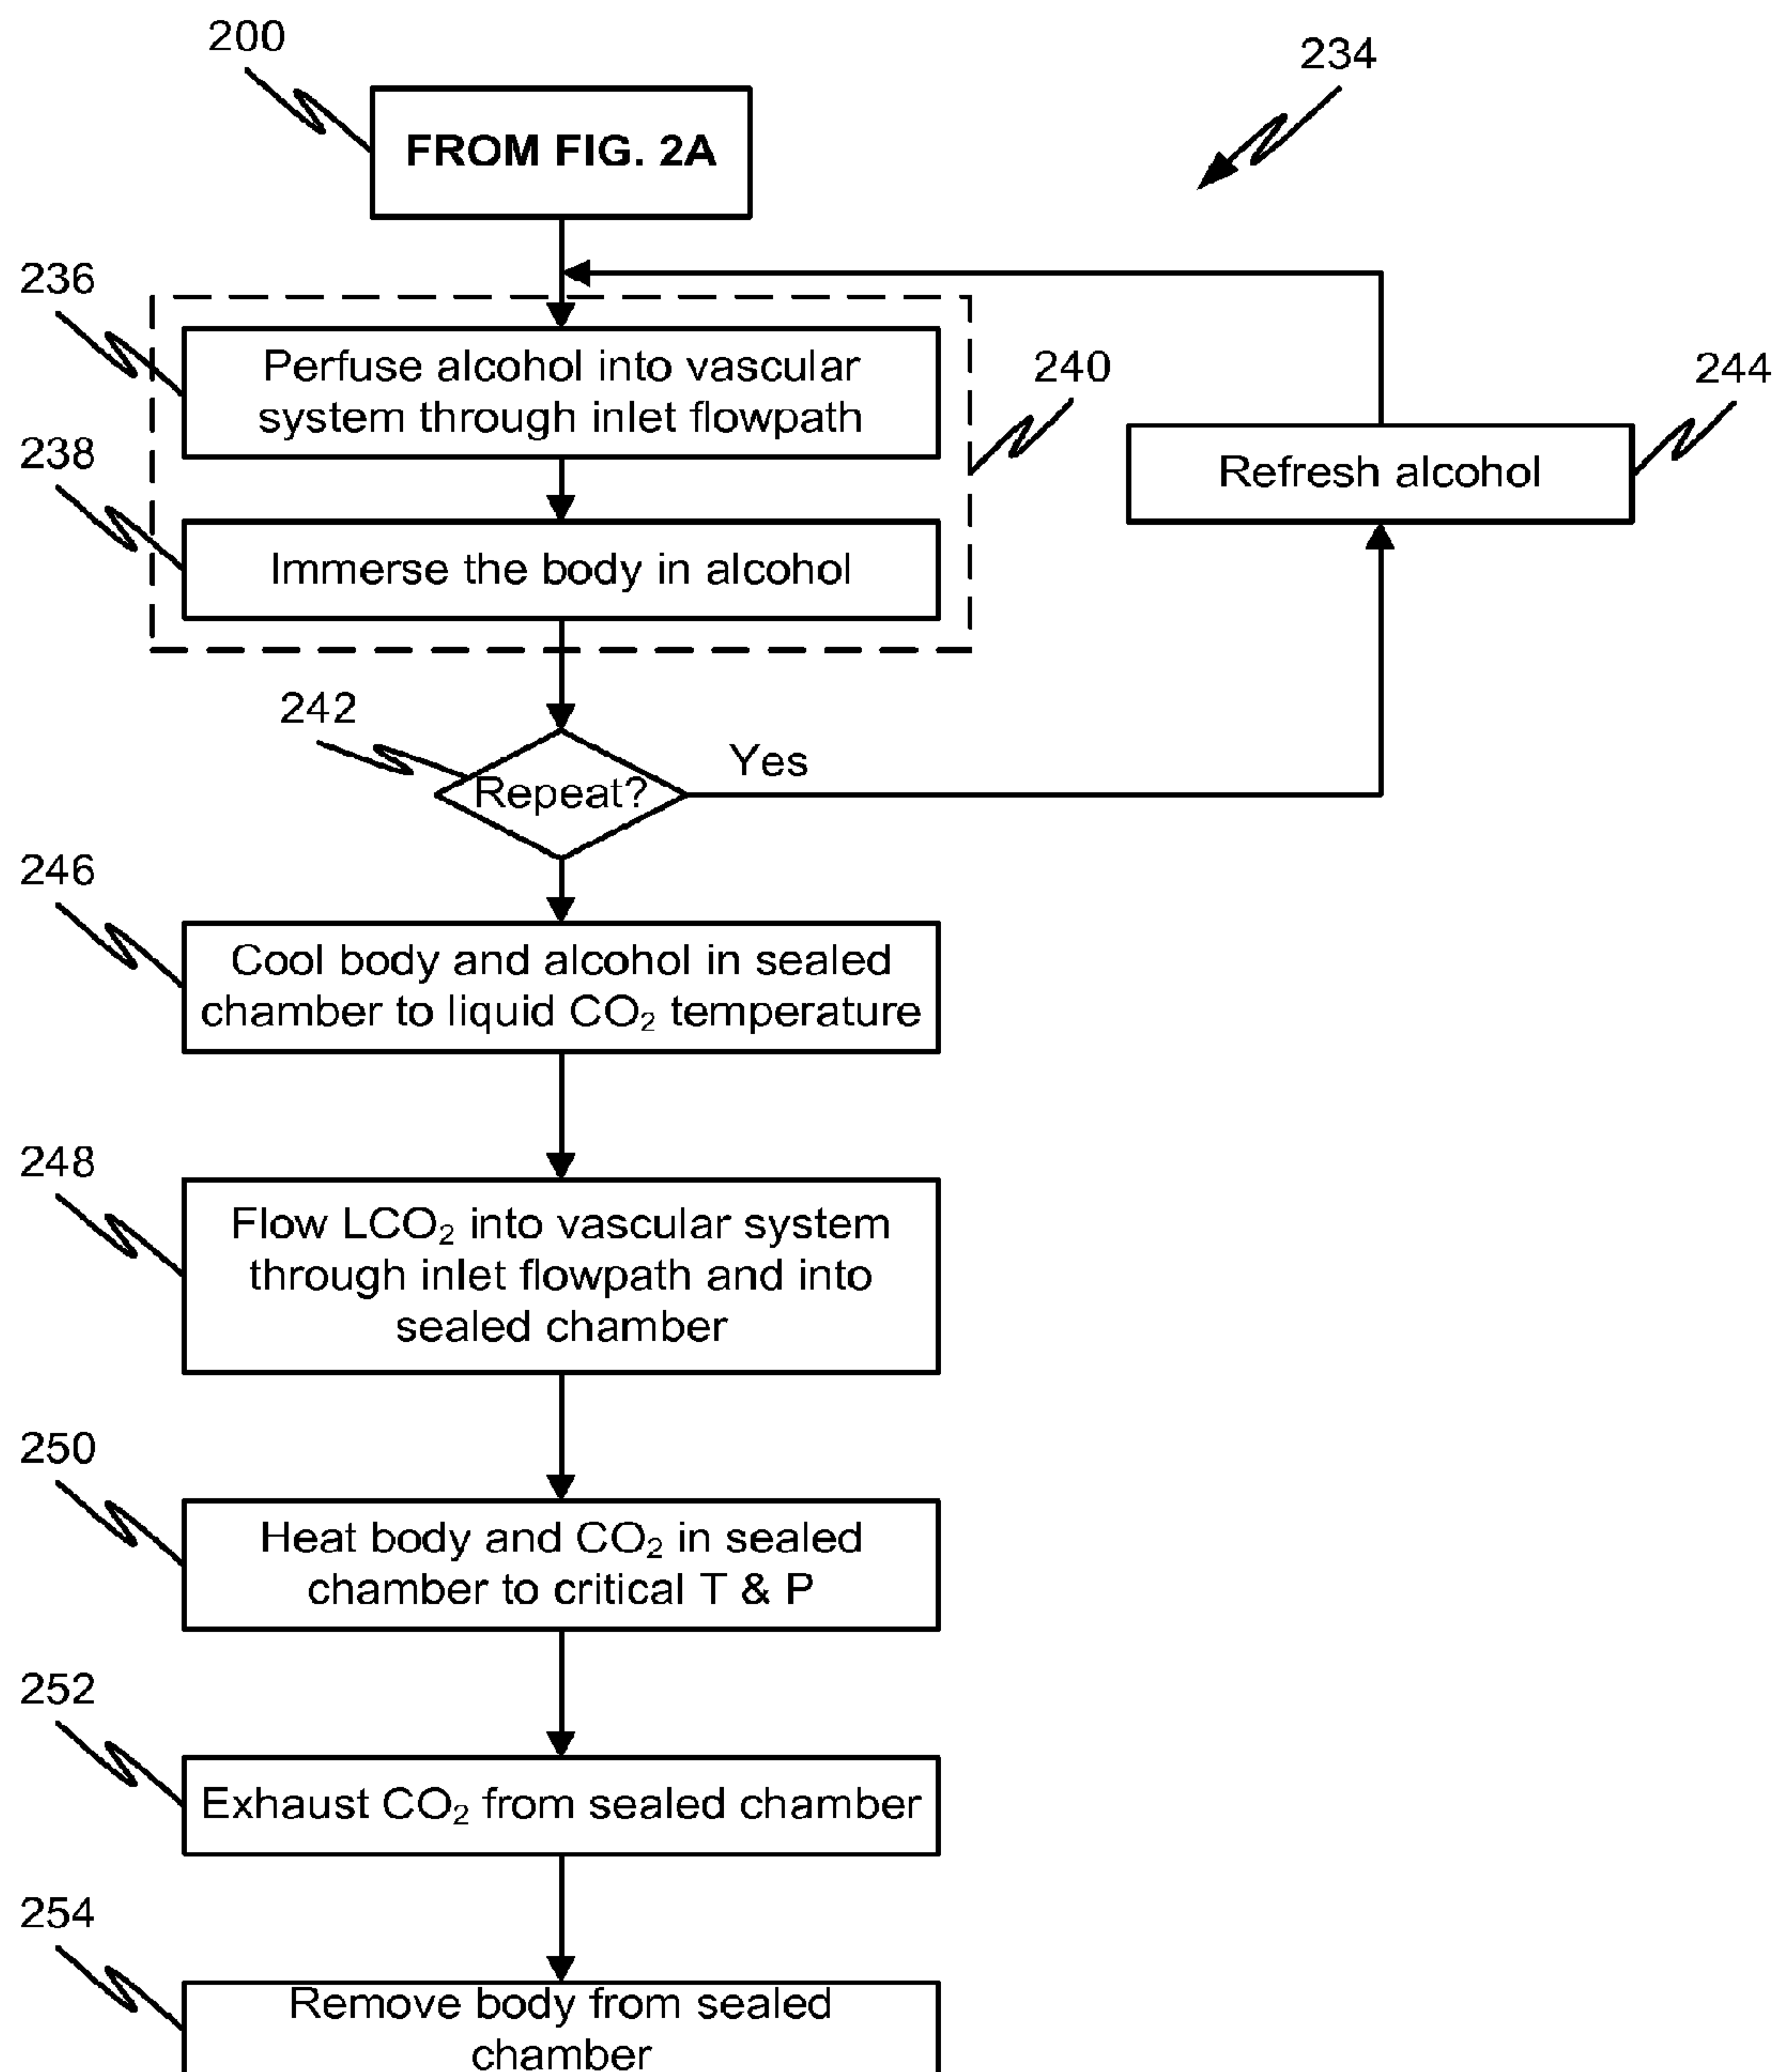 200
234
FROM FIG. 2A
236
Perfuse alcohol into vascular
system through inlet flowpath
240
244
238
Refresh alcohol
Immerse the body in alcohol
242
Yes
Repeat?
246
Cool body and alcohol in sealed
chamber to liquid CO₂ temperature
248
Flow LCO₂ into vascular system
through inlet flowpath and into
sealed chamber
250
Heat body and CO₂ in sealed
chamber to critical T & P
252
Exhaust CO₂ from sealed chamber
254
Remove body from sealed
chamber